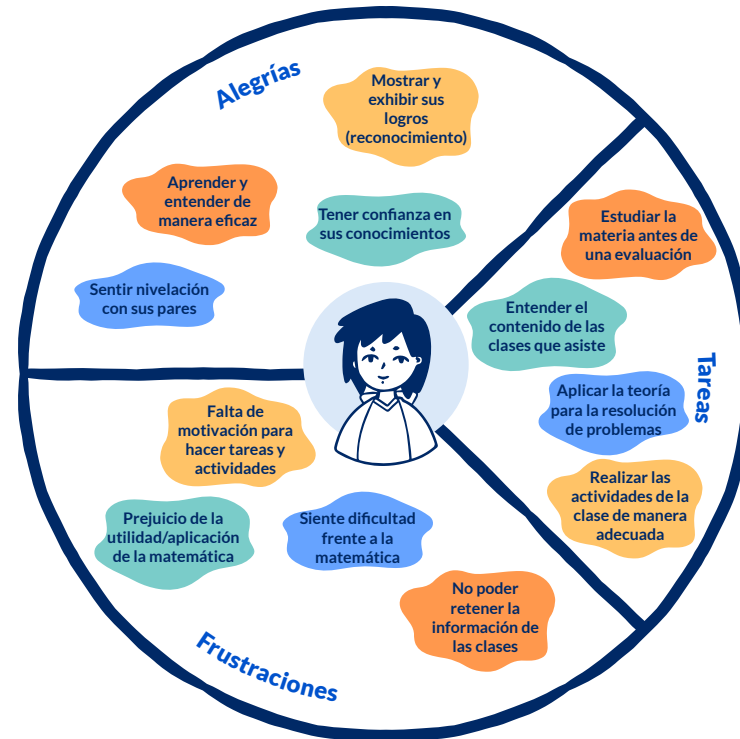 Alegrías
Mostrar y
exhibir sus
logros
(reconocimiento)
Aprender y
entender de
manera eficaz
Tener confianza en
sus conocimientos
Sentir nivelación
con sus pares
Tareas
Estudiar la
materia antes de
una evaluación
Entender el
contenido de las
clases que asiste
Aplicar la teoría
para la resolución
de problemas
Realizar las
actividades de la
clase de manera
adecuada
Falta de
motivación para
hacer tareas y
actividades
Prejuicio de la
utilidad/aplicación
de la matemática
Siente dificultad
frente a la
matemática
No poder
retener la
información de
las clases
Frustraciones